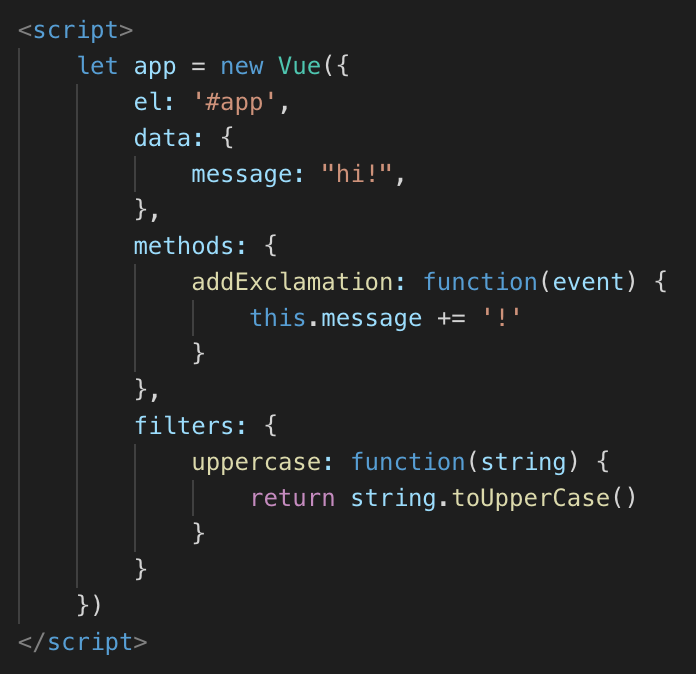 <script>
    let app = new Vue({
        el: '#app',
        data: {
            message: "hi!",
        },
        methods: {
            addExclamation: function(event) {
                this.message += '!'
            }
        },
        filters: {
            uppercase: function(string) {
                return string.toUpperCase()
            }
        }
    })
</script>